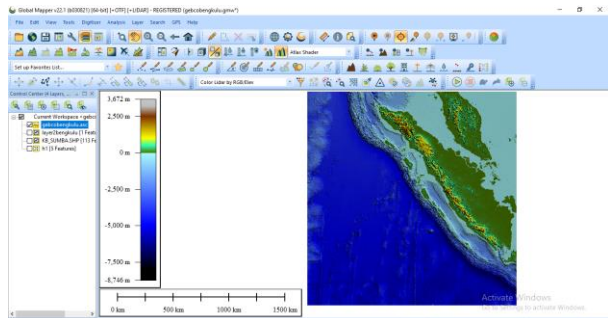 Global Mapper v22.1 (b030821) [64-bit] [+OTF] [+LIDAR] - REGISTERED (gebcobengkulu.gmw*)
File Edit View Tools Digitizer Analysis Layer Search GPS Help
Atlas Shader
Set up Favorites List...
Color Lidar by RGB/Elev
Control Center (4 Layers,
Current Workspace
gebcobengkulu.asc
layer2bengkulu [1 Feat
KB_SUMBA.SHP [113 Fe
3,672 m
2,500 m
0 m
-2,500 m
-5,000 m
-7,500 m
-8,746 m
0 km 500 km 1000 km 1500 km
Activate Windows
Go to Settings to activate Windows.